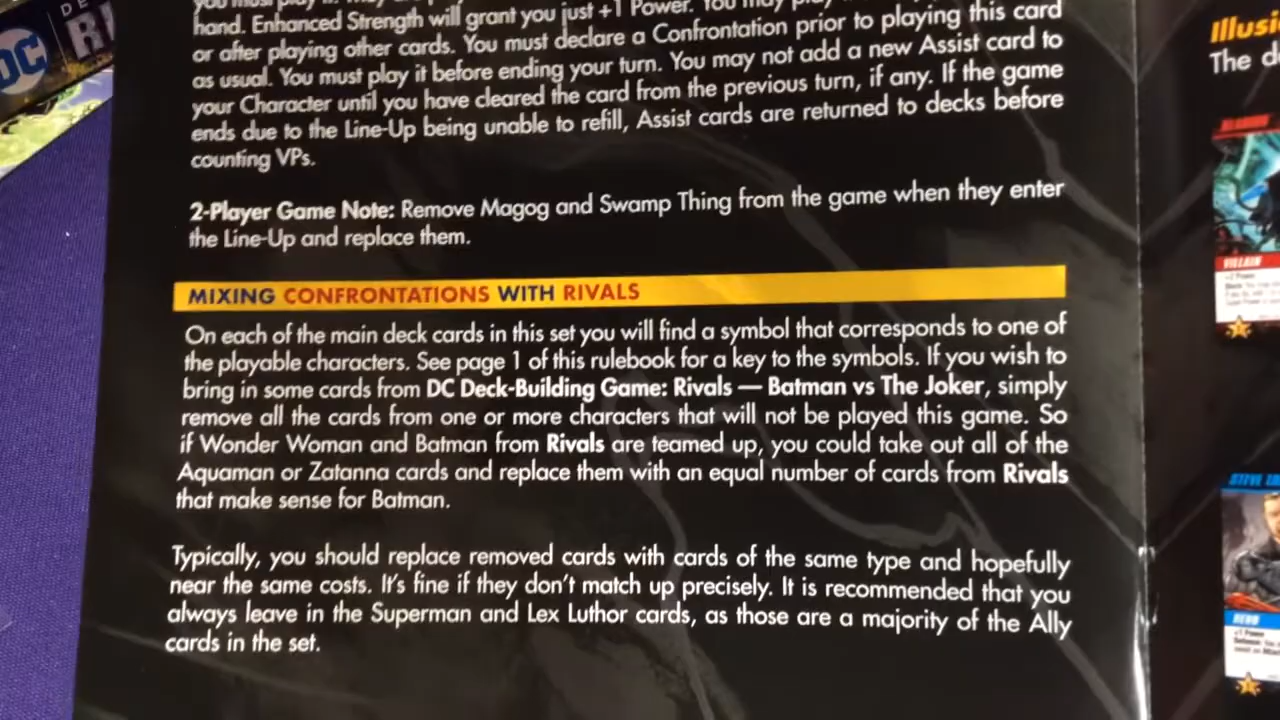 DC
hand. Enhanced Strength will grant you just +1 Power. You may play
or after playing other cards. You must declare a Confrontation prior to playing this card
as usual. You must play it before ending your turn. You may not add a new Assist card to
your Character until you have cleared the card from the previous turn, if any. If the game
ends due to the Line-Up being unable to refill, Assist cards are returned to decks before
counting VPs.
2-Player Game Note: Remove Magog and Swamp Thing from the game when they enter
the Line-Up and replace them.
MIXING CONFRONTATIONS WITH RIVALS
On each of the main deck cards in this set you will find a symbol that corresponds to one of
the playable characters. See page 1 of this rulebook for a key to the symbols. If you wish to
bring in some cards from DC Deck-Building Game: Rivals — Batman vs The Joker, simply
remove all the cards from one or more characters that will not be played this game. So
if Wonder Woman and Batman from Rivals are teamed up, you could take out all of the
Aquaman or Zatanna cards and replace them with an equal number of cards from Rivals
that make sense for Batman.
Typically, you should replace removed cards with cards of the same type and hopefully
near the same costs. It's fine if they don't match up precisely. It is recommended that you
always leave in the Superman and Lex Luthor cards, as those are a majority of the Ally
cards in the set.
The
VILLAIN
STEVE
HERO